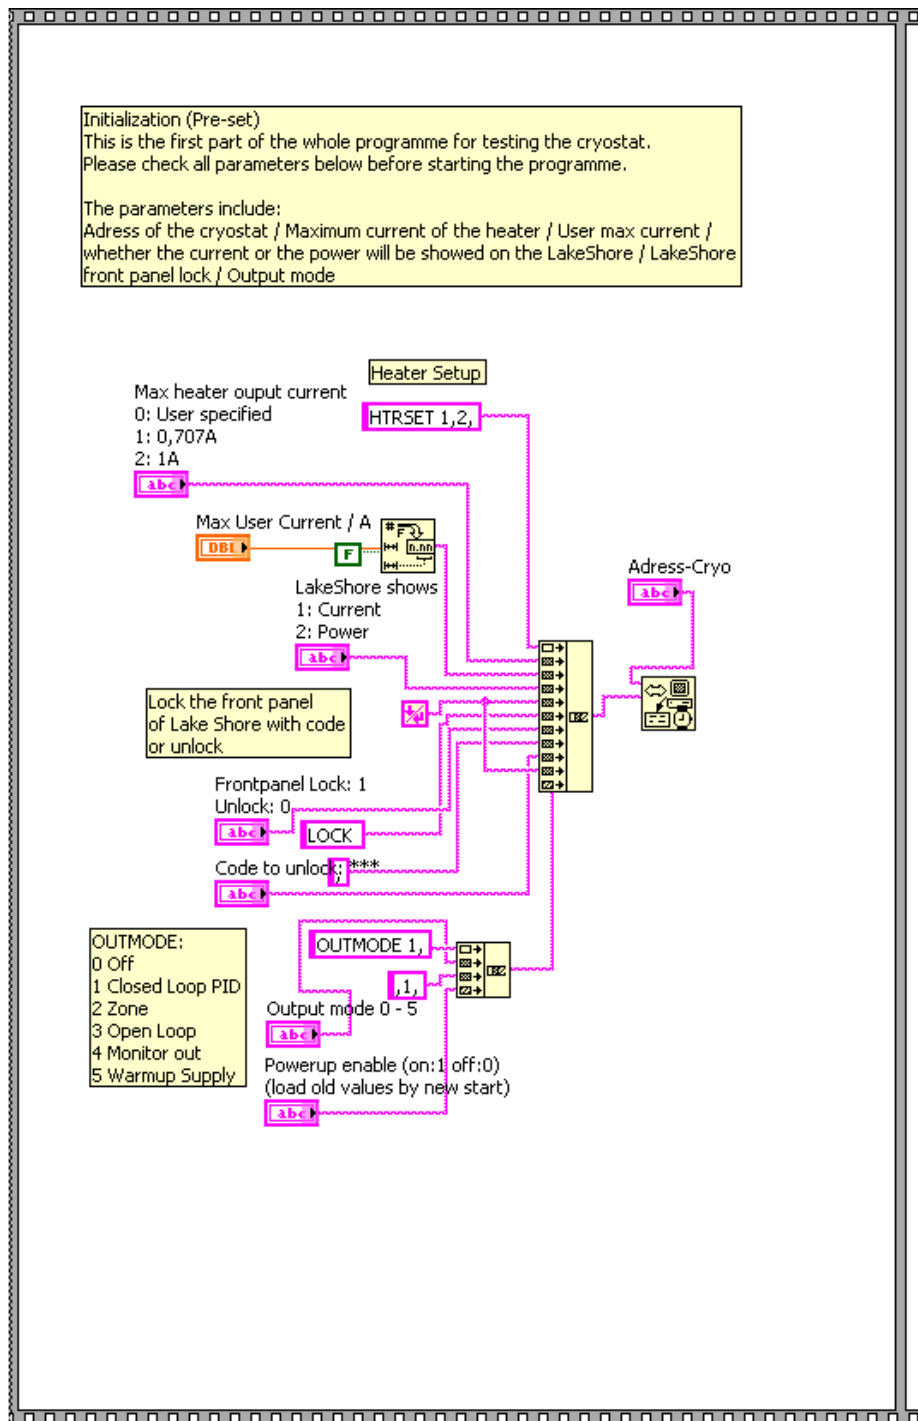 Initialization (Pre-set)
This is the first part of the whole programme for testing the cryostat.
Please check all parameters below before starting the programme.
The parameters include:
Adress of the cryostat / Maximum current of the heater / User max current /
whether the current or the power will be showed on the LakeShore / LakeShore
front panel lock / Output mode
Heater Setup
Max heater ouput current
0: User specified
1: 0,707A
2: 1A
abc
HTRSET 1,2,
Max User Current / A
DBL
F
#
F
n.nn
LakeShore shows
1: Current
2: Power
abc
Adress-Cryo
abc
Lock the front panel
of Lake Shore with code
or unlock
Frontpanel Lock: 1
Unlock: 0
abc
LOCK
Code to unlock: ***
,
abc
OUTMODE:
0 Off
1 Closed Loop PID
2 Zone
3 Open Loop
4 Monitor out
5 Warmup Supply
OUTMODE 1,
,1,
Output mode 0 - 5
abc
Powerup enable (on:1 off:0)
(load old values by new start)
abc